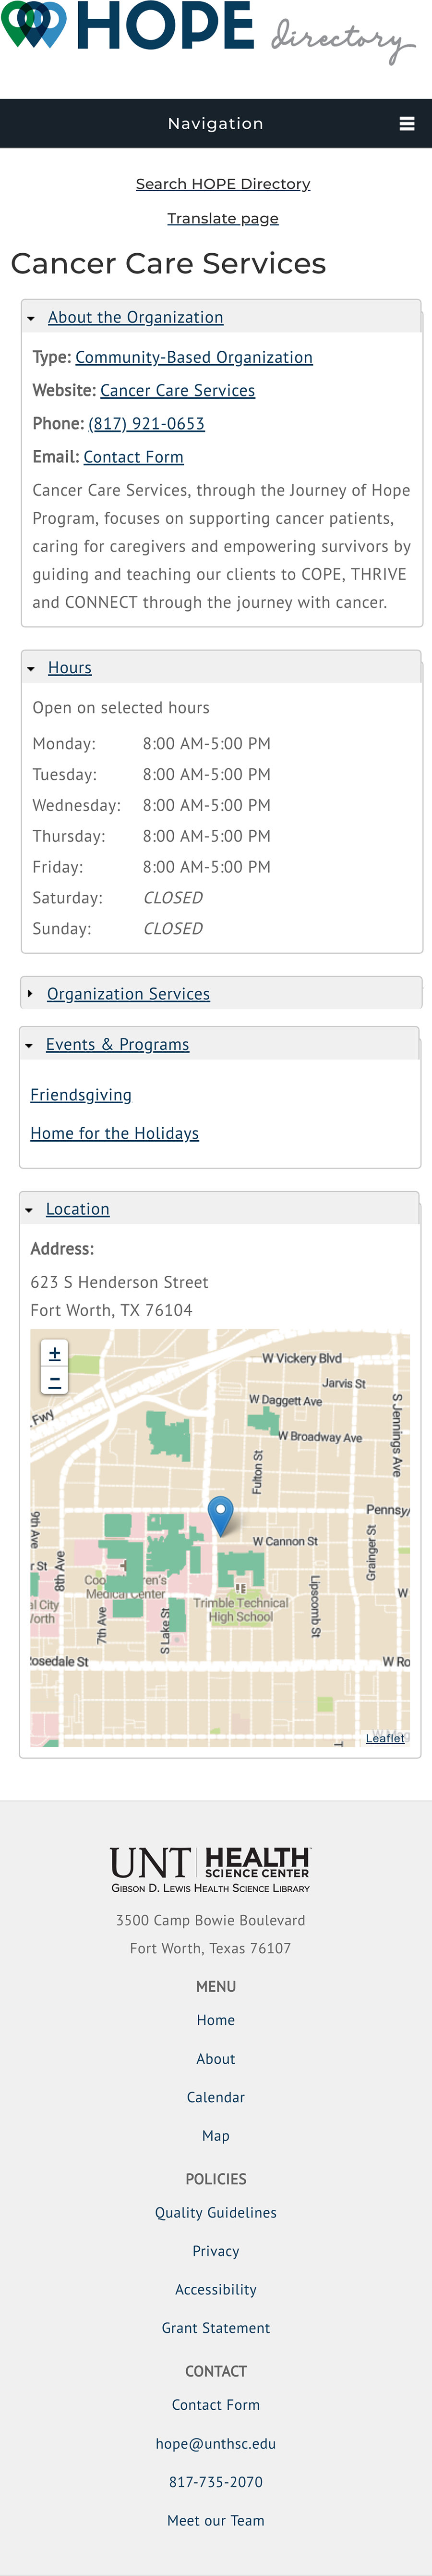 HOPE directory
Navigation
Search HOPE Directory
Translate page
Cancer Care Services
About the Organization
Type: Community-Based Organization
Website: Cancer Care Services
Phone: (817) 921-0653
Email: Contact Form
Cancer Care Services, through the Journey of Hope
Program, focuses on supporting cancer patients,
caring for caregivers and empowering survivors by
guiding and teaching our clients to COPE, THRIVE
and CONNECT through the journey with cancer.
Hours
Open on selected hours
Monday: 8:00 AM-5:00 PM
Tuesday: 8:00 AM-5:00 PM
Wednesday: 8:00 AM-5:00 PM
Thursday: 8:00 AM-5:00 PM
Friday: 8:00 AM-5:00 PM
Saturday: CLOSED
Sunday: CLOSED
Organization Services
Events & Programs
Friendsgiving
Home for the Holidays
Location
Address:
623 S Henderson Street
Fort Worth, TX 76104
+
−
W Vickery Blvd
Jarvis St
W Daggett Ave
S Jennings Ave
Fwy
W Broadway Ave
Fulton St
Pennsy
9th Ave
W Cannon St
Grainger St
r St
8th Ave
Coo
ren's
Medical Center
al City
orth
7th Ave
S Lake St
Trimble Technical
High School
Lipscomb St
W
Rosedale St
W Ro
Leaflet
UNT HEALTH
SCIENCE CENTER
GIBSON D. LEWIS HEALTH SCIENCE LIBRARY
3500 Camp Bowie Boulevard
Fort Worth, Texas 76107
MENU
Home
About
Calendar
Map
POLICIES
Quality Guidelines
Privacy
Accessibility
Grant Statement
CONTACT
Contact Form
hope@unthsc.edu
817-735-2070
Meet our Team